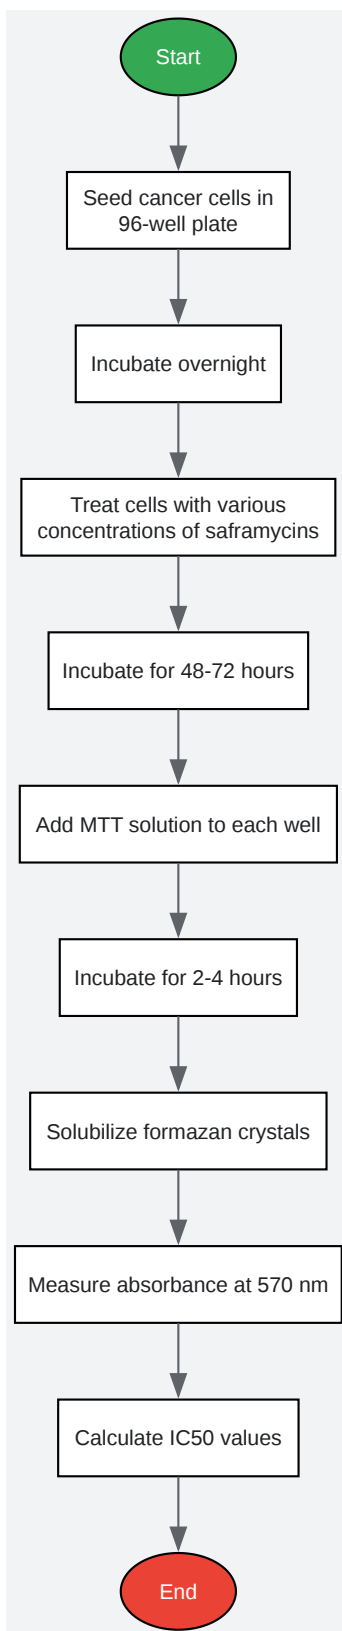 Start
Seed cancer cells in
96-well plate
Incubate overnight
Treat cells with various
concentrations of saframycins
Incubate for 48-72 hours
Add MTT solution to each well
Incubate for 2-4 hours
Solubilize formazan crystals
Measure absorbance at 570 nm
Calculate IC50 values
End